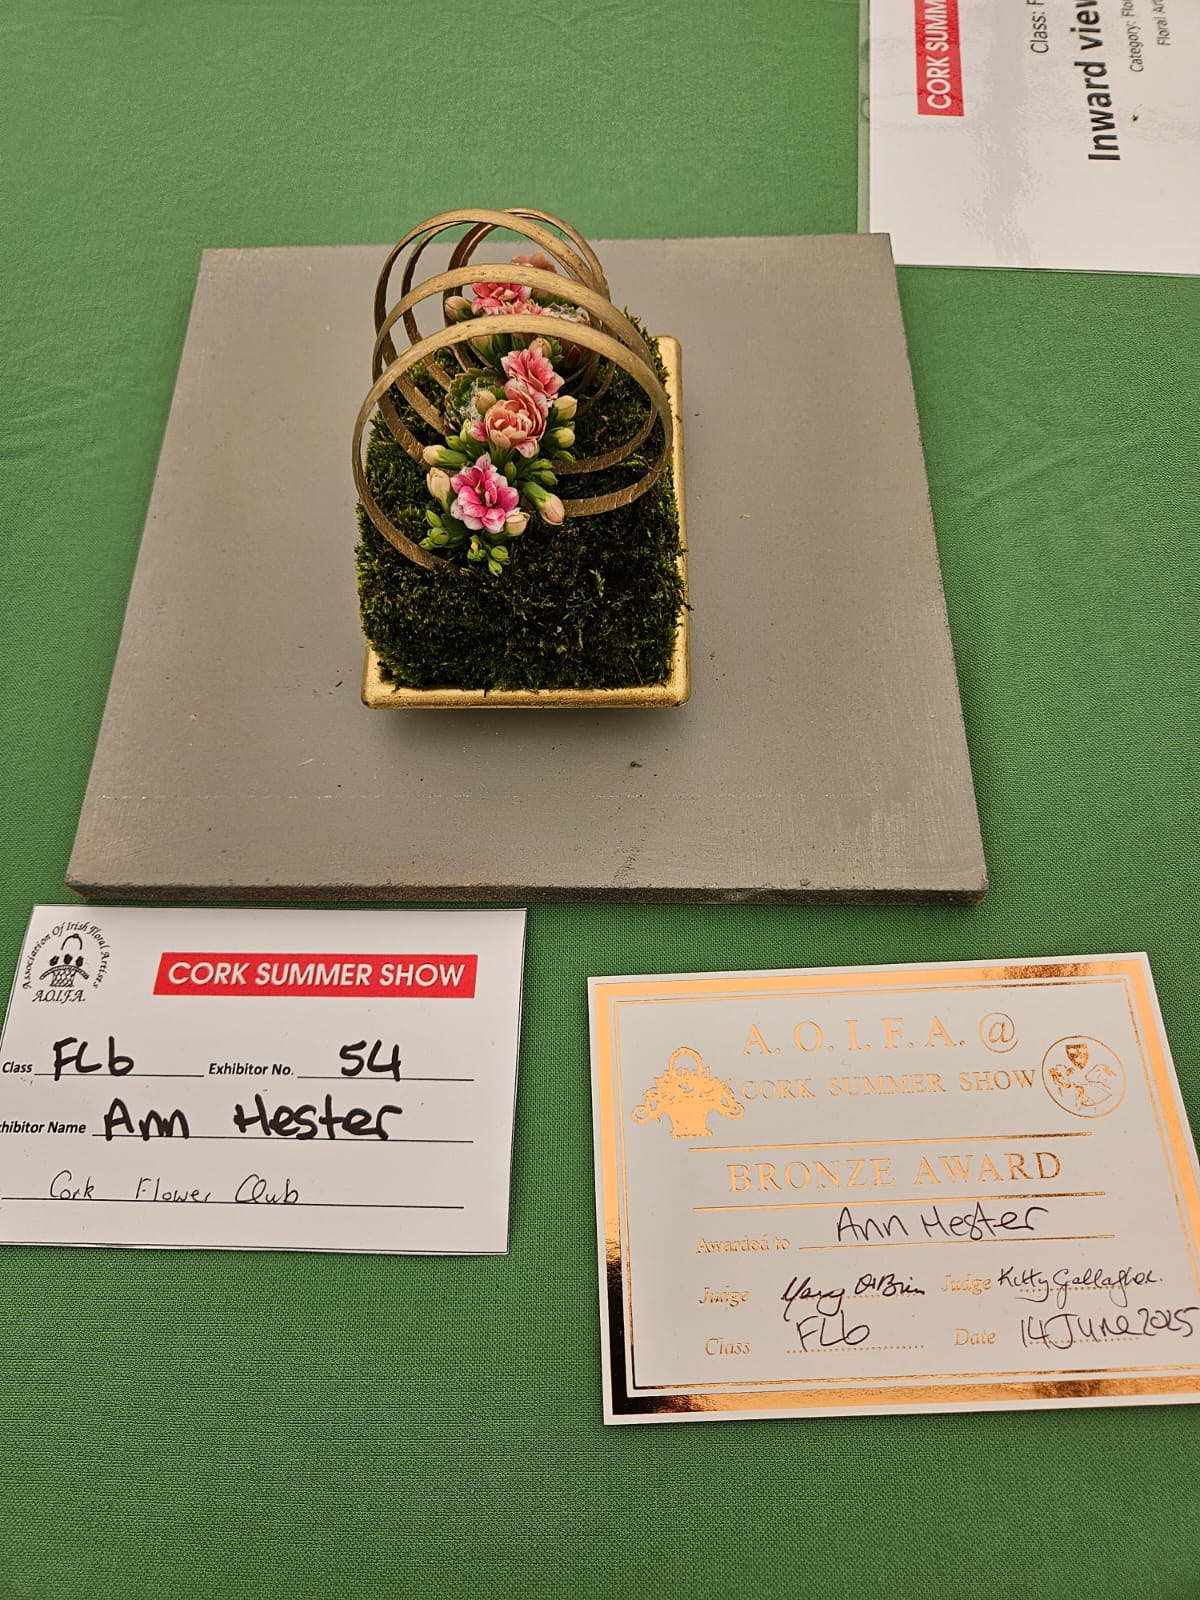 CORK SUMM
Class: F
Inward view
Category: Flo
Floral Ar
Association Of Irish Floral Artists
A.O.I.F.A.
CORK SUMMER SHOW
Class FL6 Exhibitor No. 54
hibitor Name Ann Hester
Cork Flower Club
A. O. I. F. A. @
CORK SUMMER SHOW
BRONZE AWARD
Awarded to Ann Hester
Judge Mary O'Brien Judge Kitty Gallagher.
Class FL6 Date 14 June 2025